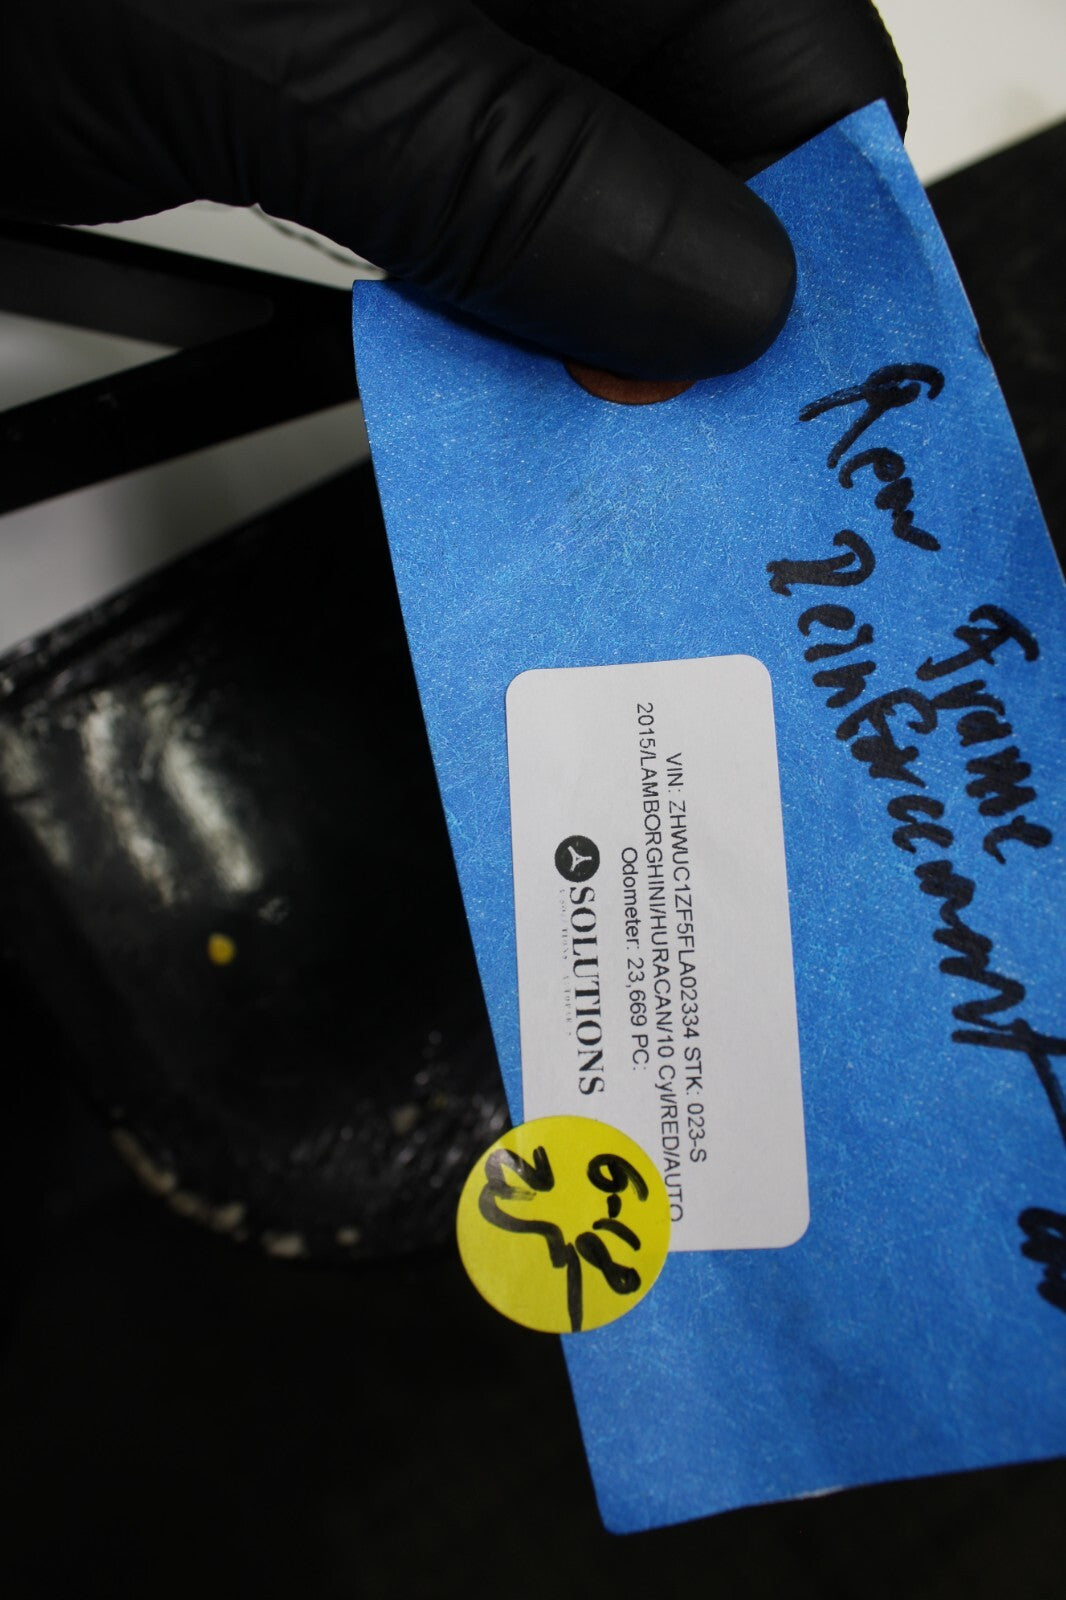 Rear Frame
Reinforcement
VIN: ZHWUC1ZF5FLA02334 STK: 023-S
2015/LAMBORGHINI/HURACAN/10 Cyl/RED/AUTO
Odometer: 23,669 PC:
SOLUTIONS
6-18